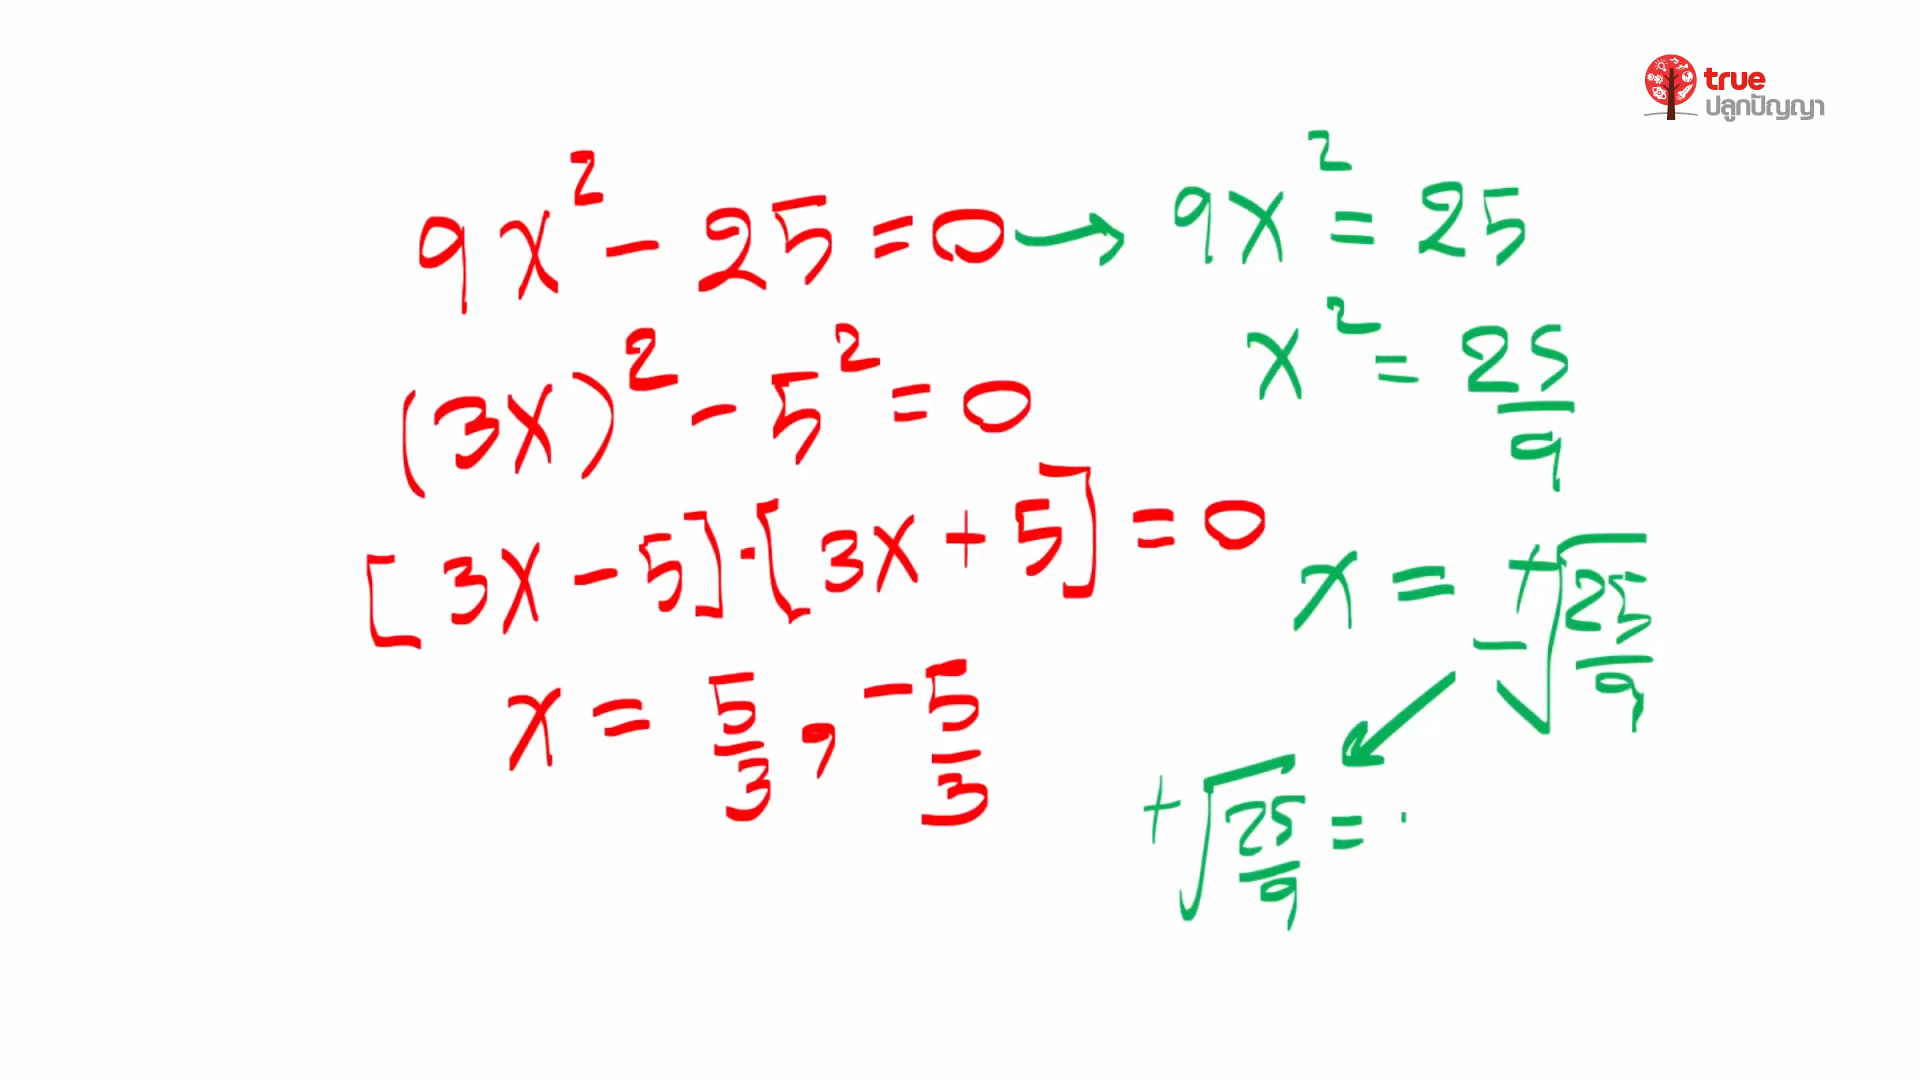 true
ปลูกปัญญา
9x² - 25 = 0 → 9x² = 25
(3x)² - 5² = 0
x² = 25/9
[3x - 5]·[3x + 5] = 0
x = ±√(25/9)
x = 5/3, -5/3
+√(25/9) =